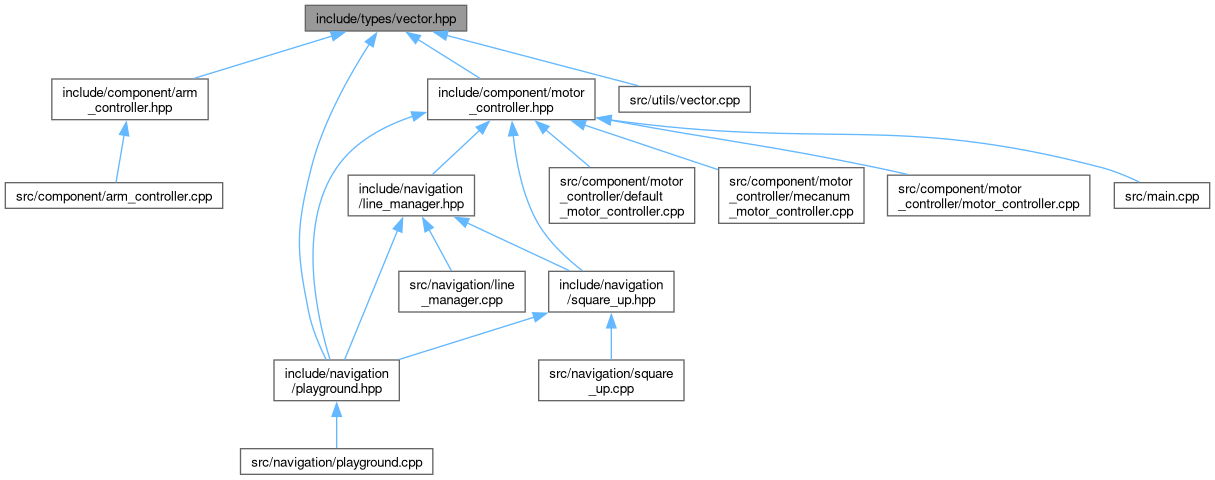 include/types/vector.hpp
include/component/arm
_controller.hpp
include/component/motor
_controller.hpp
src/utils/vector.cpp
src/component/arm_controller.cpp
include/navigation
/line_manager.hpp
src/component/motor
_controller/default
_motor_controller.cpp
src/component/motor
_controller/mecanum
_motor_controller.cpp
src/component/motor
_controller/motor_controller.cpp
src/main.cpp
src/navigation/line
_manager.cpp
include/navigation
/square_up.hpp
include/navigation
/playground.hpp
src/navigation/square
_up.cpp
src/navigation/playground.cpp